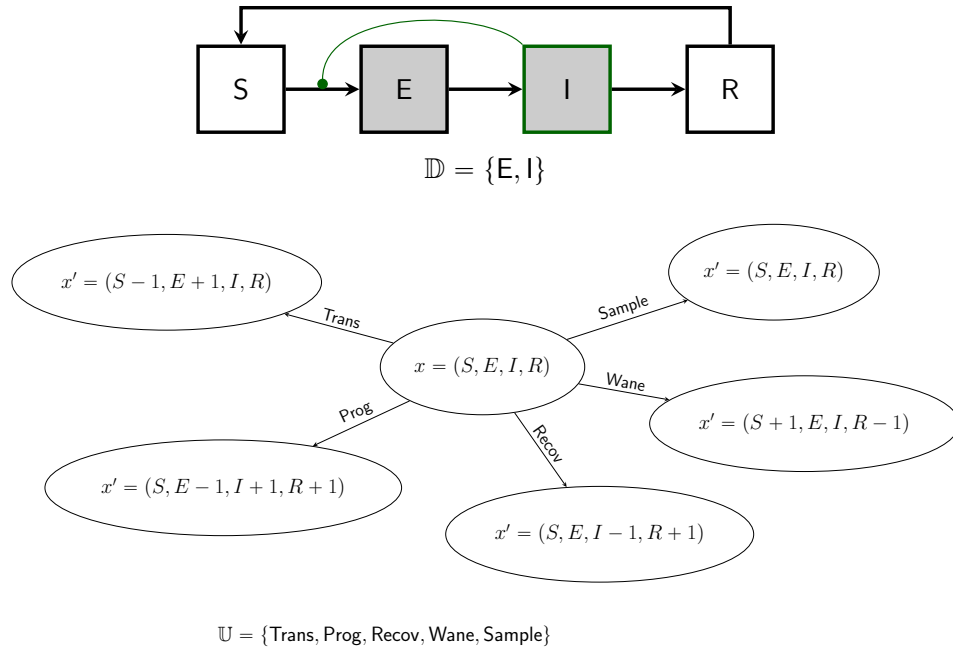 S E I R
𝔻 = {E, I}
x′ = (S − 1, E + 1, I, R)
x′ = (S, E, I, R)
Trans
Sample
x = (S, E, I, R)
Wane
x′ = (S + 1, E, I, R − 1)
Prog
Recov
x′ = (S, E − 1, I + 1, R + 1)
x′ = (S, E, I − 1, R + 1)
𝕌 = {Trans, Prog, Recov, Wane, Sample}